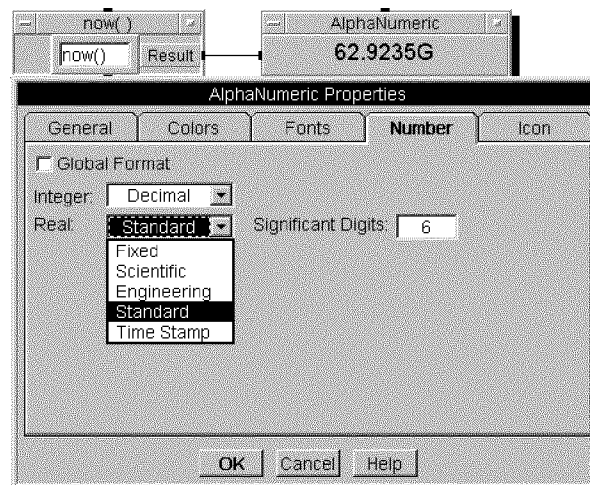 now( ) AlphaNumeric
now() Result 62.9235G
AlphaNumeric Properties
General Colors Fonts Number Icon
Global Format
Integer: Decimal
Real: Standard Significant Digits: 6
Fixed
Scientific
Engineering
Standard
Time Stamp
OK Cancel Help